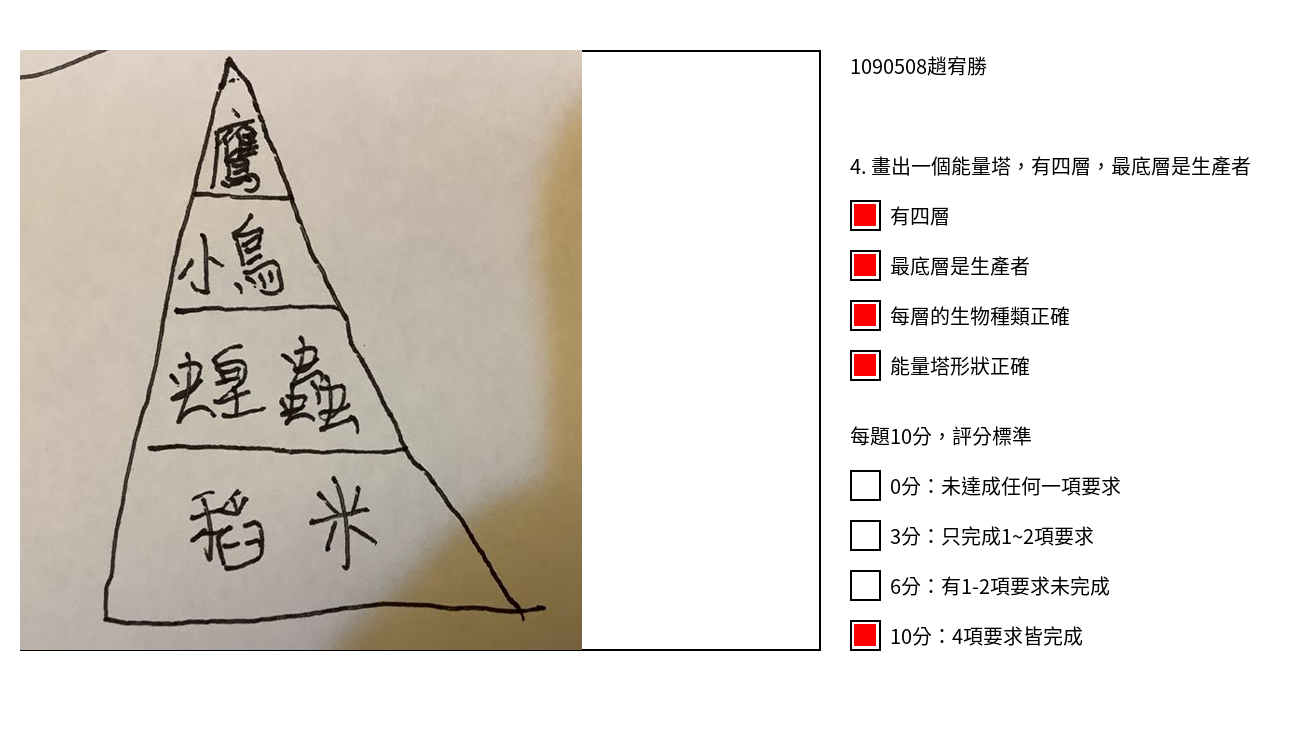 鷹
小鳥
蝗蟲
稻米
1090508趙宥勝
4. 畫出一個能量塔，有四層，最底層是生產者
有四層
最底層是生產者
每層的生物種類正確
能量塔形狀正確
每題10分，評分標準
0分：未達成任何一項要求
3分：只完成1~2項要求
6分：有1-2項要求未完成
10分：4項要求皆完成